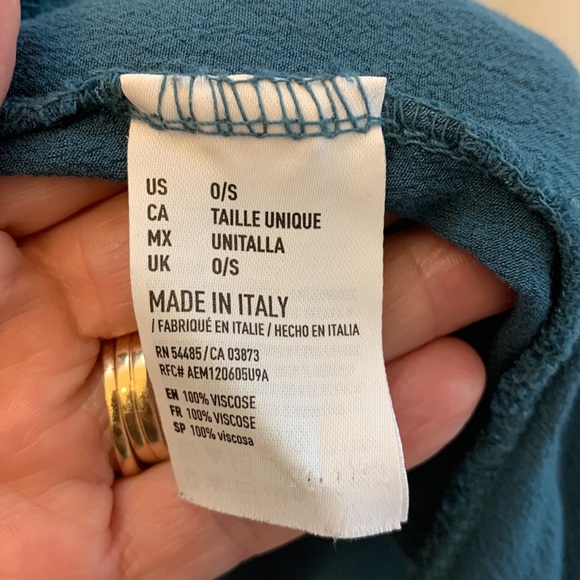 US O/S
CA TAILLE UNIQUE
MX UNITALLA
UK O/S
MADE IN ITALY
/ FABRIQUÉ EN ITALIE / HECHO EN ITALIA
RN 54485 / CA 03873
RFC# AEM120605U9A
EN 100% VISCOSE
FR 100% VISCOSE
SP 100% viscosa